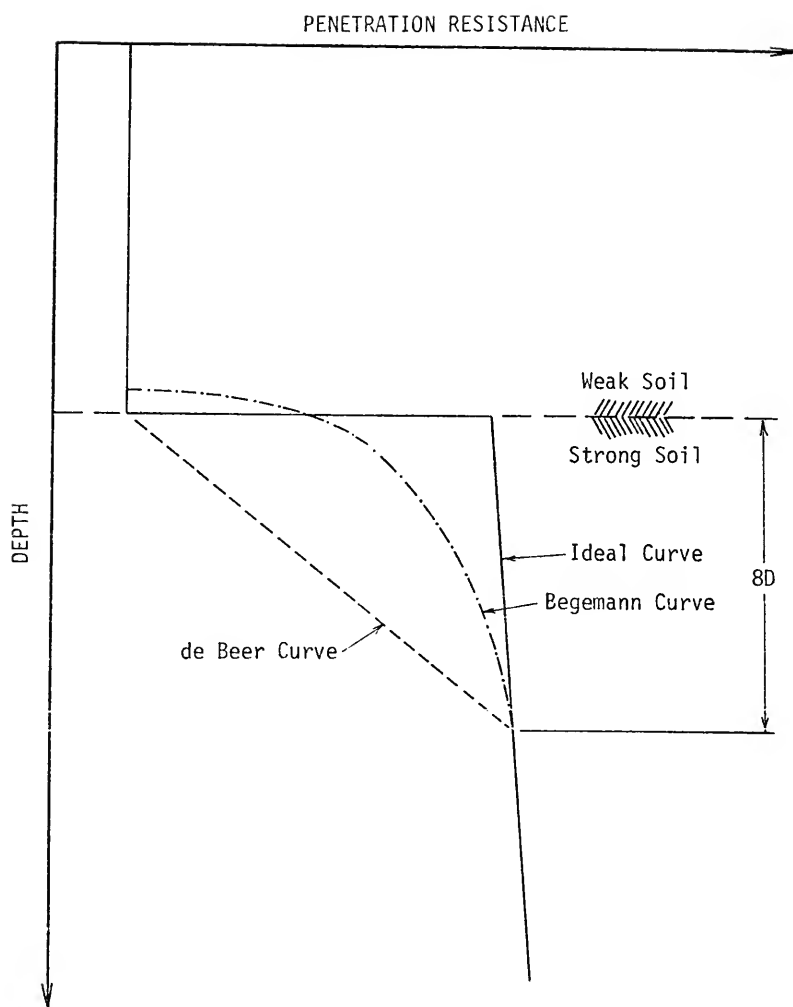 PENETRATION RESISTANCE
Weak Soil
Strong Soil
DEPTH
Ideal Curve
8D
Begemann Curve
de Beer Curve